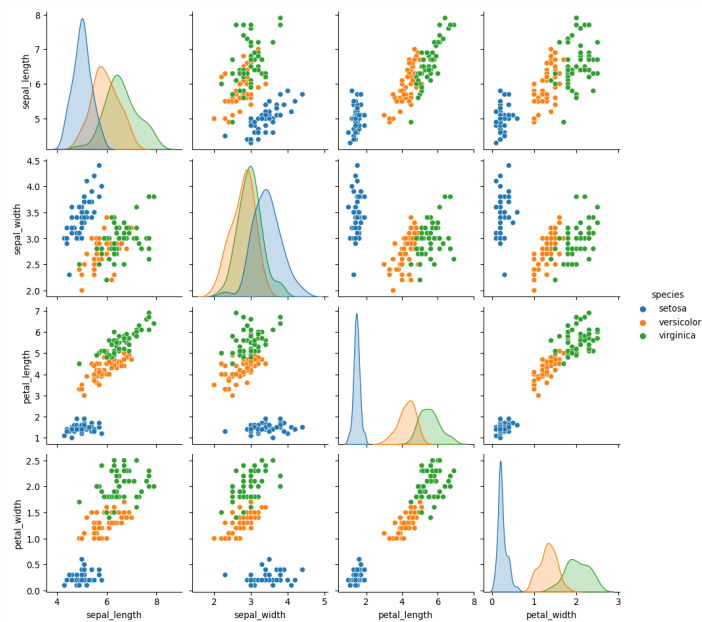 8
7
6
5
sepal_length
4.5
4.0
3.5
3.0
2.5
2.0
sepal_width
species
setosa
versicolor
virginica
7
6
5
4
3
2
1
petal_length
2.5
2.0
1.5
1.0
0.5
0.0
petal_width
4 6 8
2 3 4 5
2 4 6
0 1 2 3
sepal_length
sepal_width
petal_length
petal_width